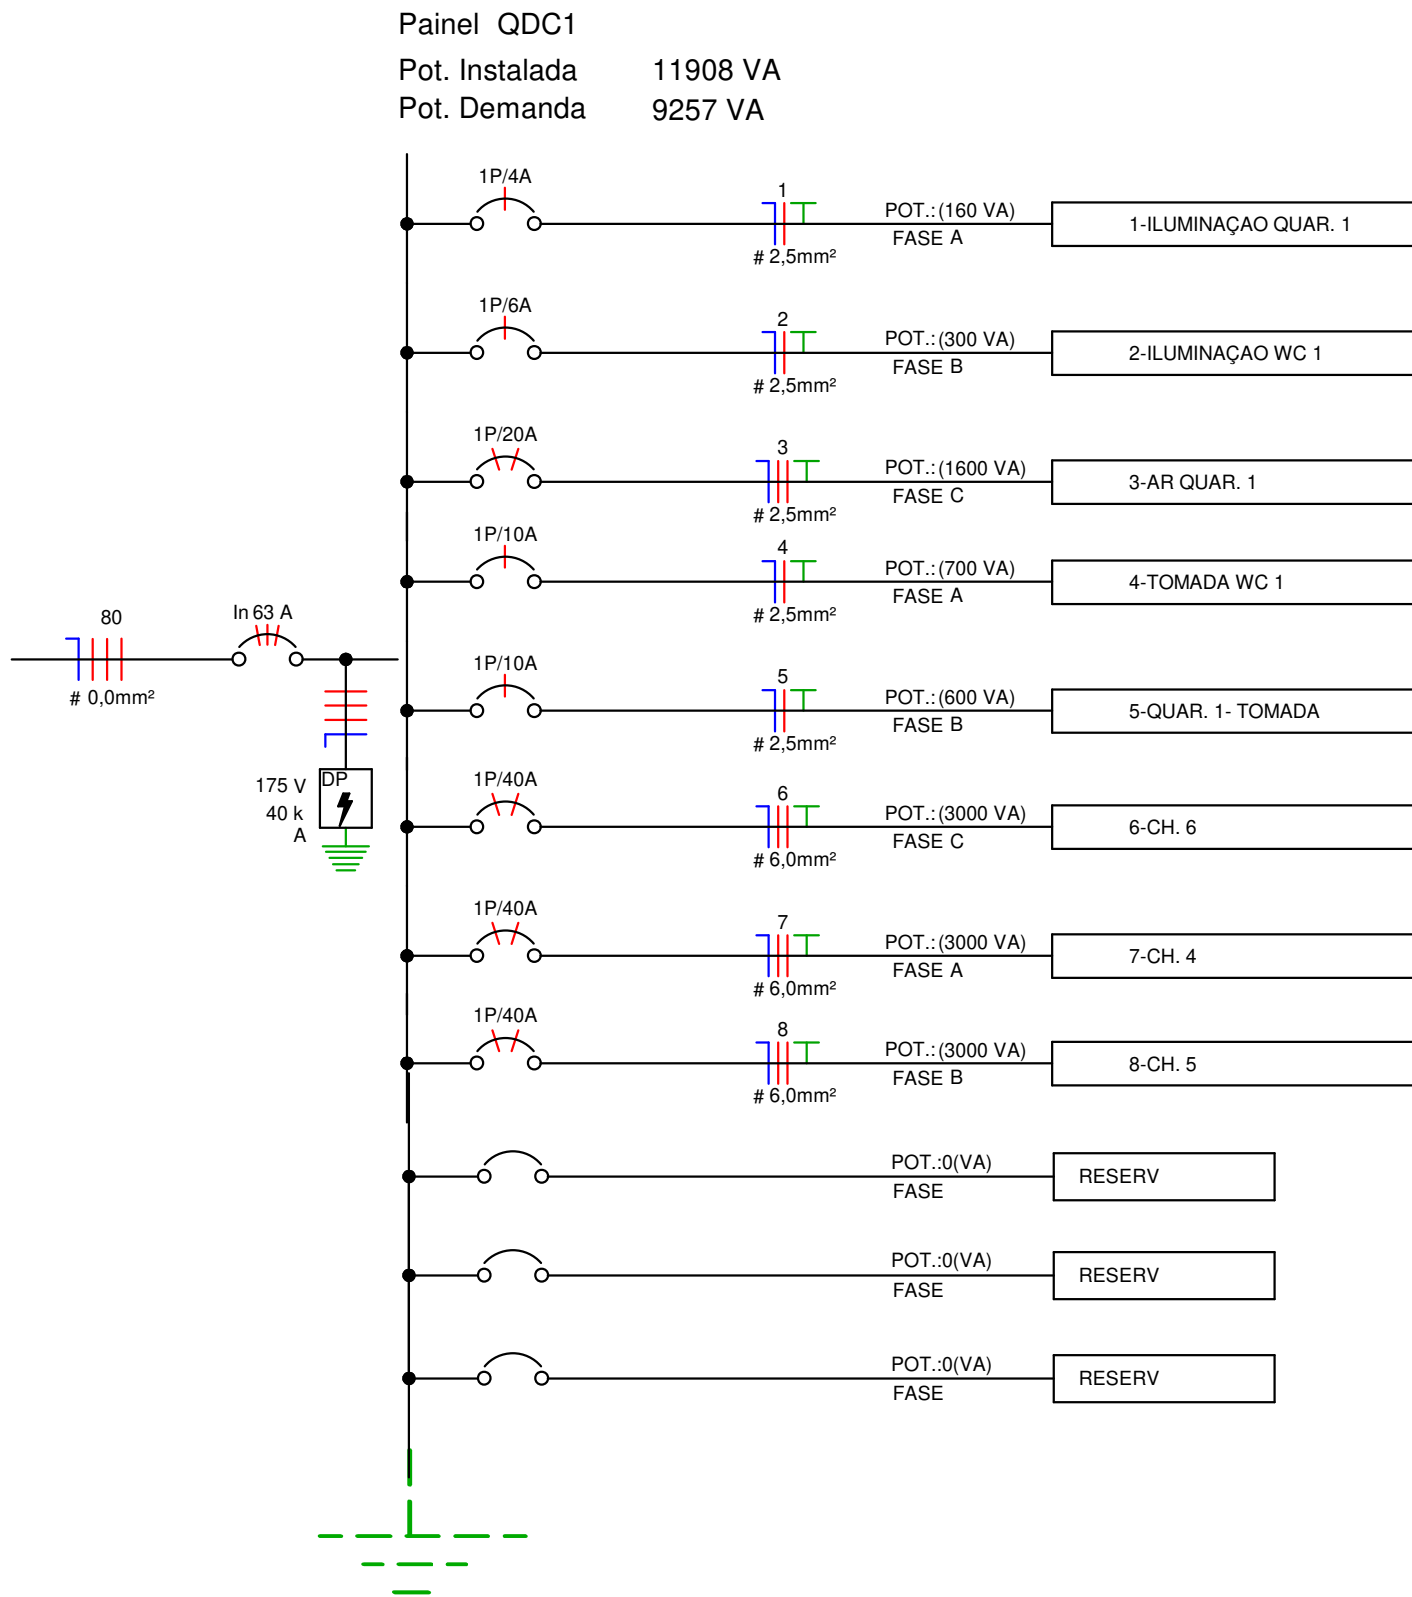 Painel QDC1
Pot. Instalada 11908 VA
Pot. Demanda 9257 VA
1P/4A
1
# 2,5mm²
POT.:(160 VA)
FASE A
1-ILUMINAÇAO QUAR. 1
1P/6A
2
# 2,5mm²
POT.:(300 VA)
FASE B
2-ILUMINAÇAO WC 1
1P/20A
3
# 2,5mm²
POT.:(1600 VA)
FASE C
3-AR QUAR. 1
1P/10A
4
# 2,5mm²
POT.:(700 VA)
FASE A
4-TOMADA WC 1
80
# 0,0mm²
In 63 A
175 V
40 k
A
DP
1P/10A
5
# 2,5mm²
POT.:(600 VA)
FASE B
5-QUAR. 1- TOMADA
1P/40A
6
# 6,0mm²
POT.:(3000 VA)
FASE C
6-CH. 6
1P/40A
7
# 6,0mm²
POT.:(3000 VA)
FASE A
7-CH. 4
1P/40A
8
# 6,0mm²
POT.:(3000 VA)
FASE B
8-CH. 5
POT.:0(VA)
FASE
RESERV
POT.:0(VA)
FASE
RESERV
POT.:0(VA)
FASE
RESERV